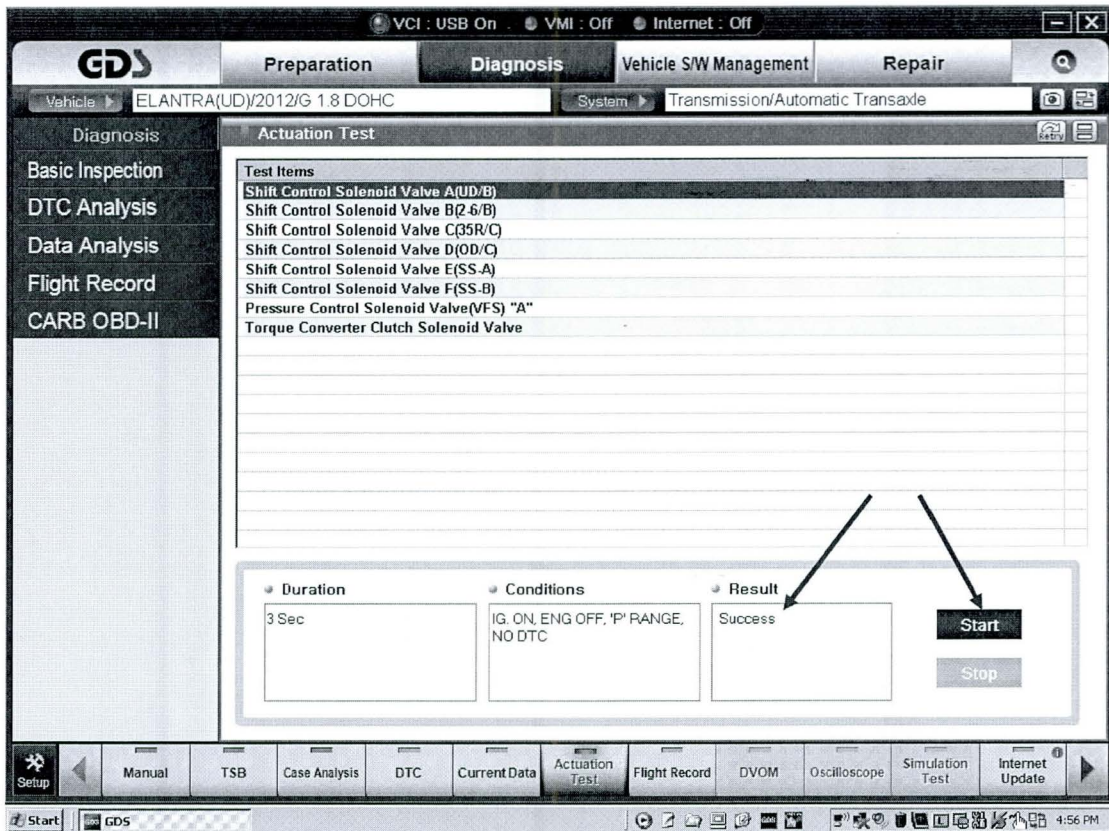 VCI : USB On VMI : Off Internet : Off
GDS Preparation Diagnosis Vehicle S/W Management Repair
Vehicle ELANTRA(UD)/2012/G 1.8 DOHC System Transmission/Automatic Transaxle
Diagnosis
Basic Inspection
DTC Analysis
Data Analysis
Flight Record
CARB OBD-II
Actuation Test Retry
Test Items
Shift Control Solenoid Valve A(UD/B)
Shift Control Solenoid Valve B(2-6/B)
Shift Control Solenoid Valve C(35R/C)
Shift Control Solenoid Valve D(OD/C)
Shift Control Solenoid Valve E(SS-A)
Shift Control Solenoid Valve F(SS-B)
Pressure Control Solenoid Valve(VFS) "A"
Torque Converter Clutch Solenoid Valve
Duration
3 Sec
Conditions
IG. ON, ENG OFF, 'P' RANGE,
NO DTC
Result
Success
Start
Stop
Setup Manual TSB Case Analysis DTC Current Data Actuation Test Flight Record DVOM Oscilloscope Simulation Test Internet Update
Start GDS 4:56 PM